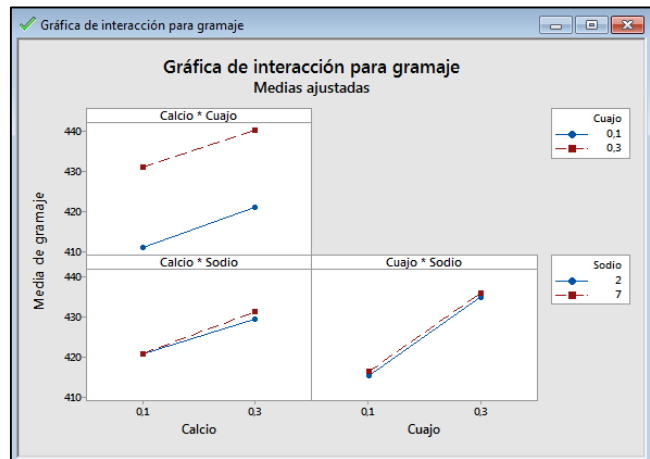 Gráfica de interacción para gramaje
Gráfica de interacción para gramaje
Medias ajustadas
Calcio * Cuajo
Cuajo
0,1
0,3
440
430
420
410
Media de gramaje
Calcio * Sodio
Cuajo * Sodio
Sodio
2
7
440
430
420
410
0,1
0,3
0,1
0,3
Calcio
Cuajo